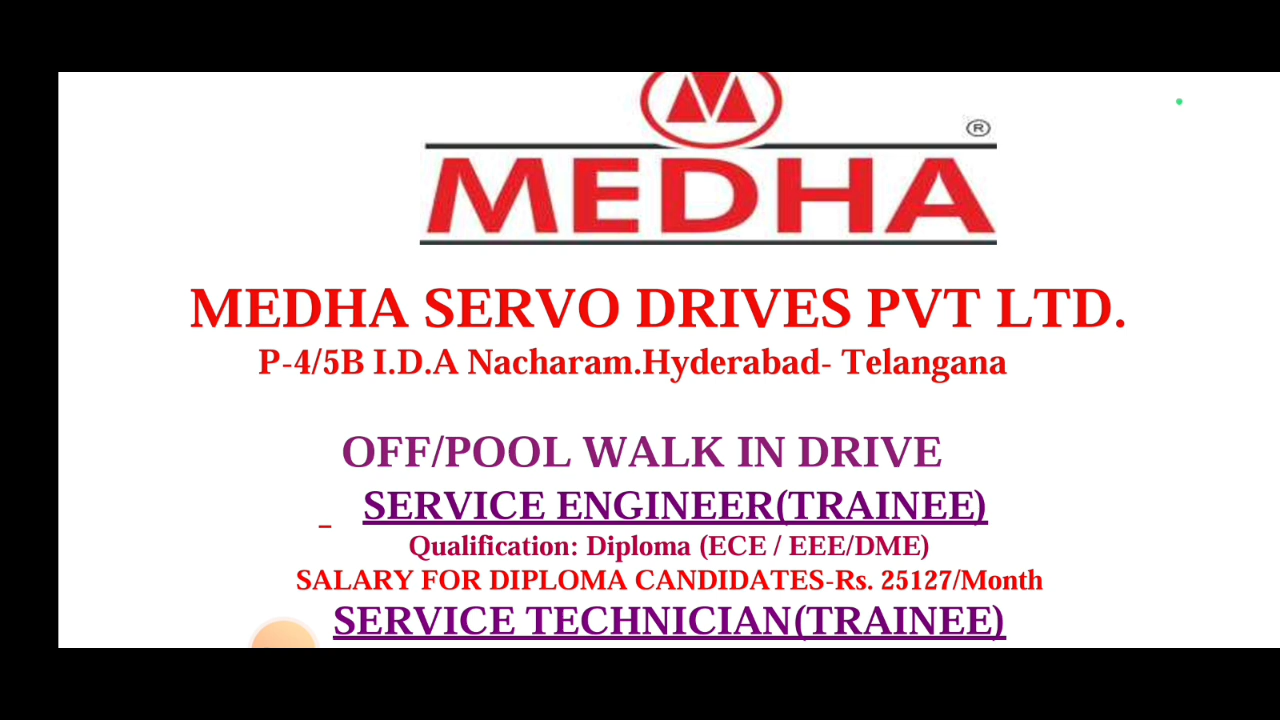 ®
MEDHA
MEDHA SERVO DRIVES PVT LTD.
P-4/5B I.D.A Nacharam.Hyderabad- Telangana
OFF/POOL WALK IN DRIVE
_ SERVICE ENGINEER(TRAINEE)
Qualification: Diploma (ECE / EEE/DME)
SALARY FOR DIPLOMA CANDIDATES-Rs. 25127/Month
SERVICE TECHNICIAN(TRAINEE)